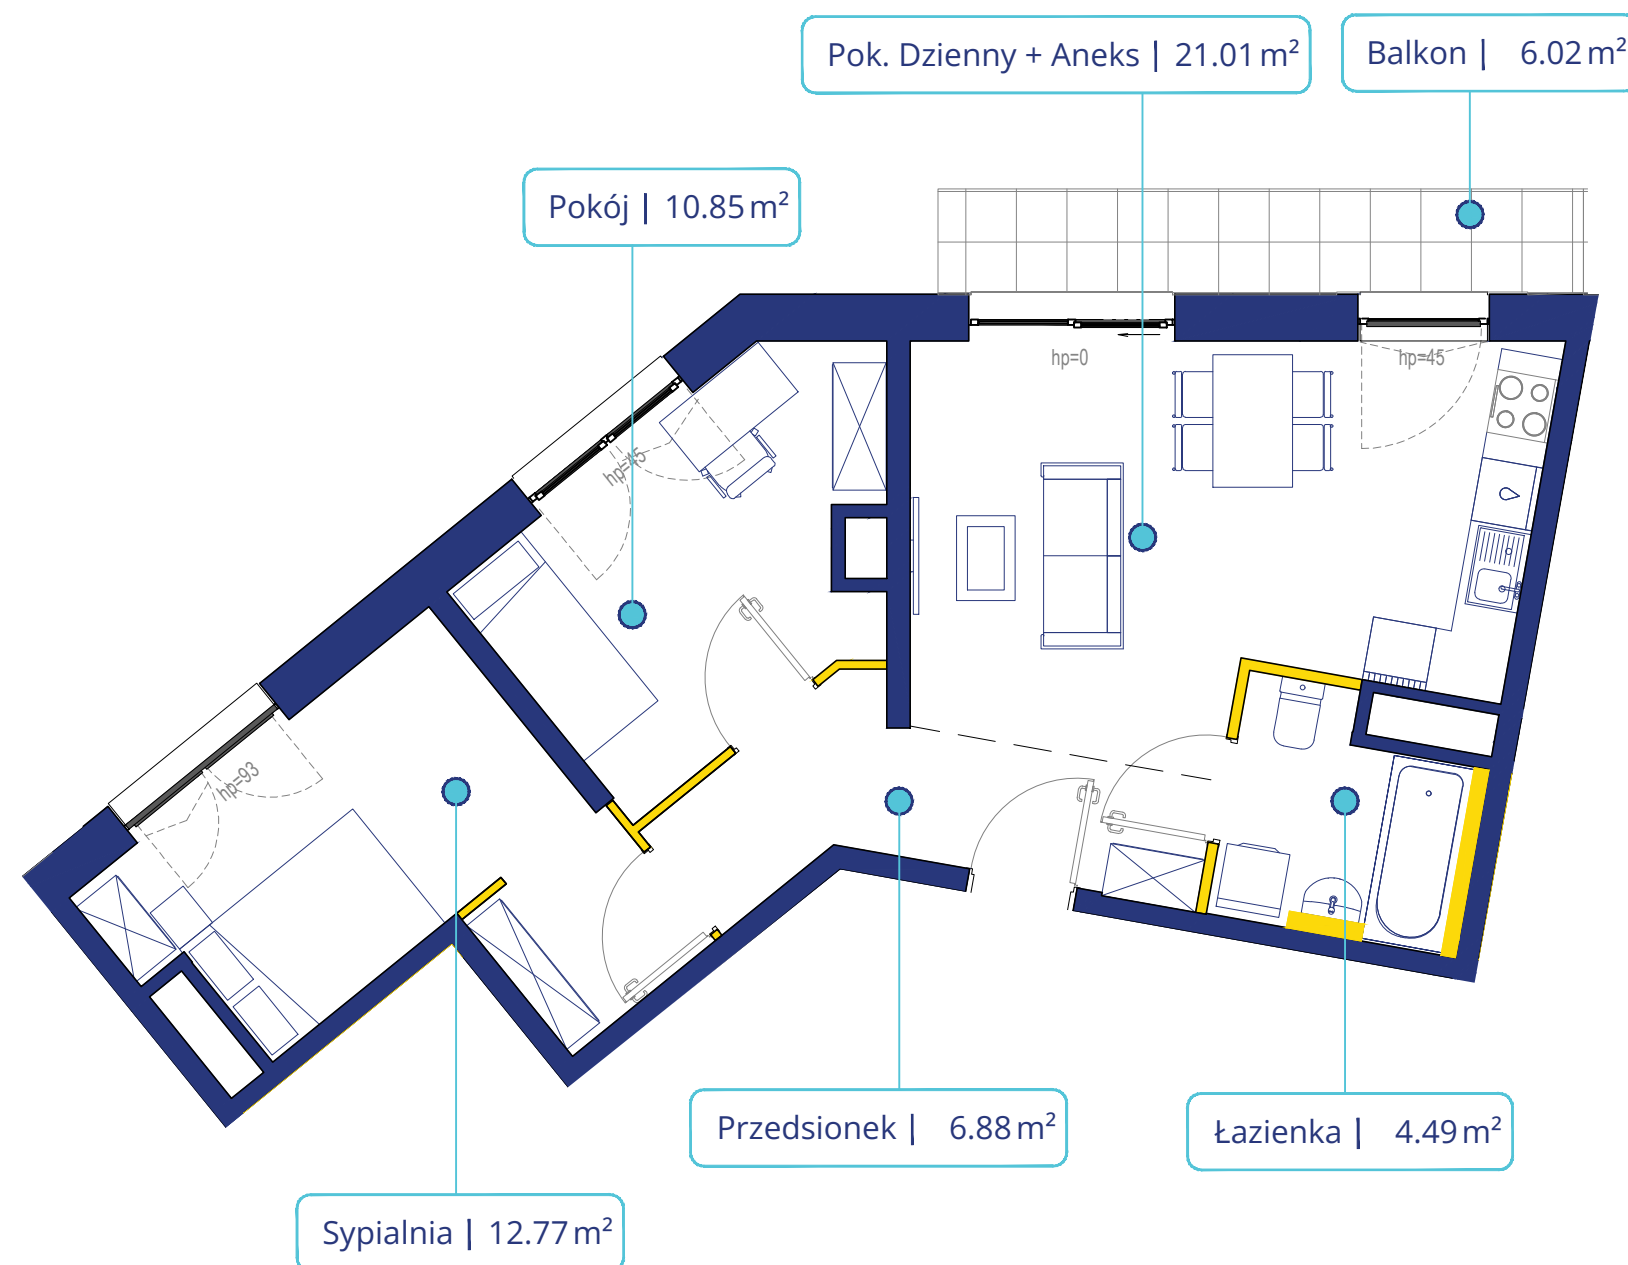 Pok. Dzienny + Aneks | 21.01 m²
Balkon | 6.02 m²
Pokój | 10.85 m²
hp=0
hp=45
hp=45
hp=93
Przedsionek | 6.88 m²
Łazienka | 4.49 m²
Sypialnia | 12.77 m²